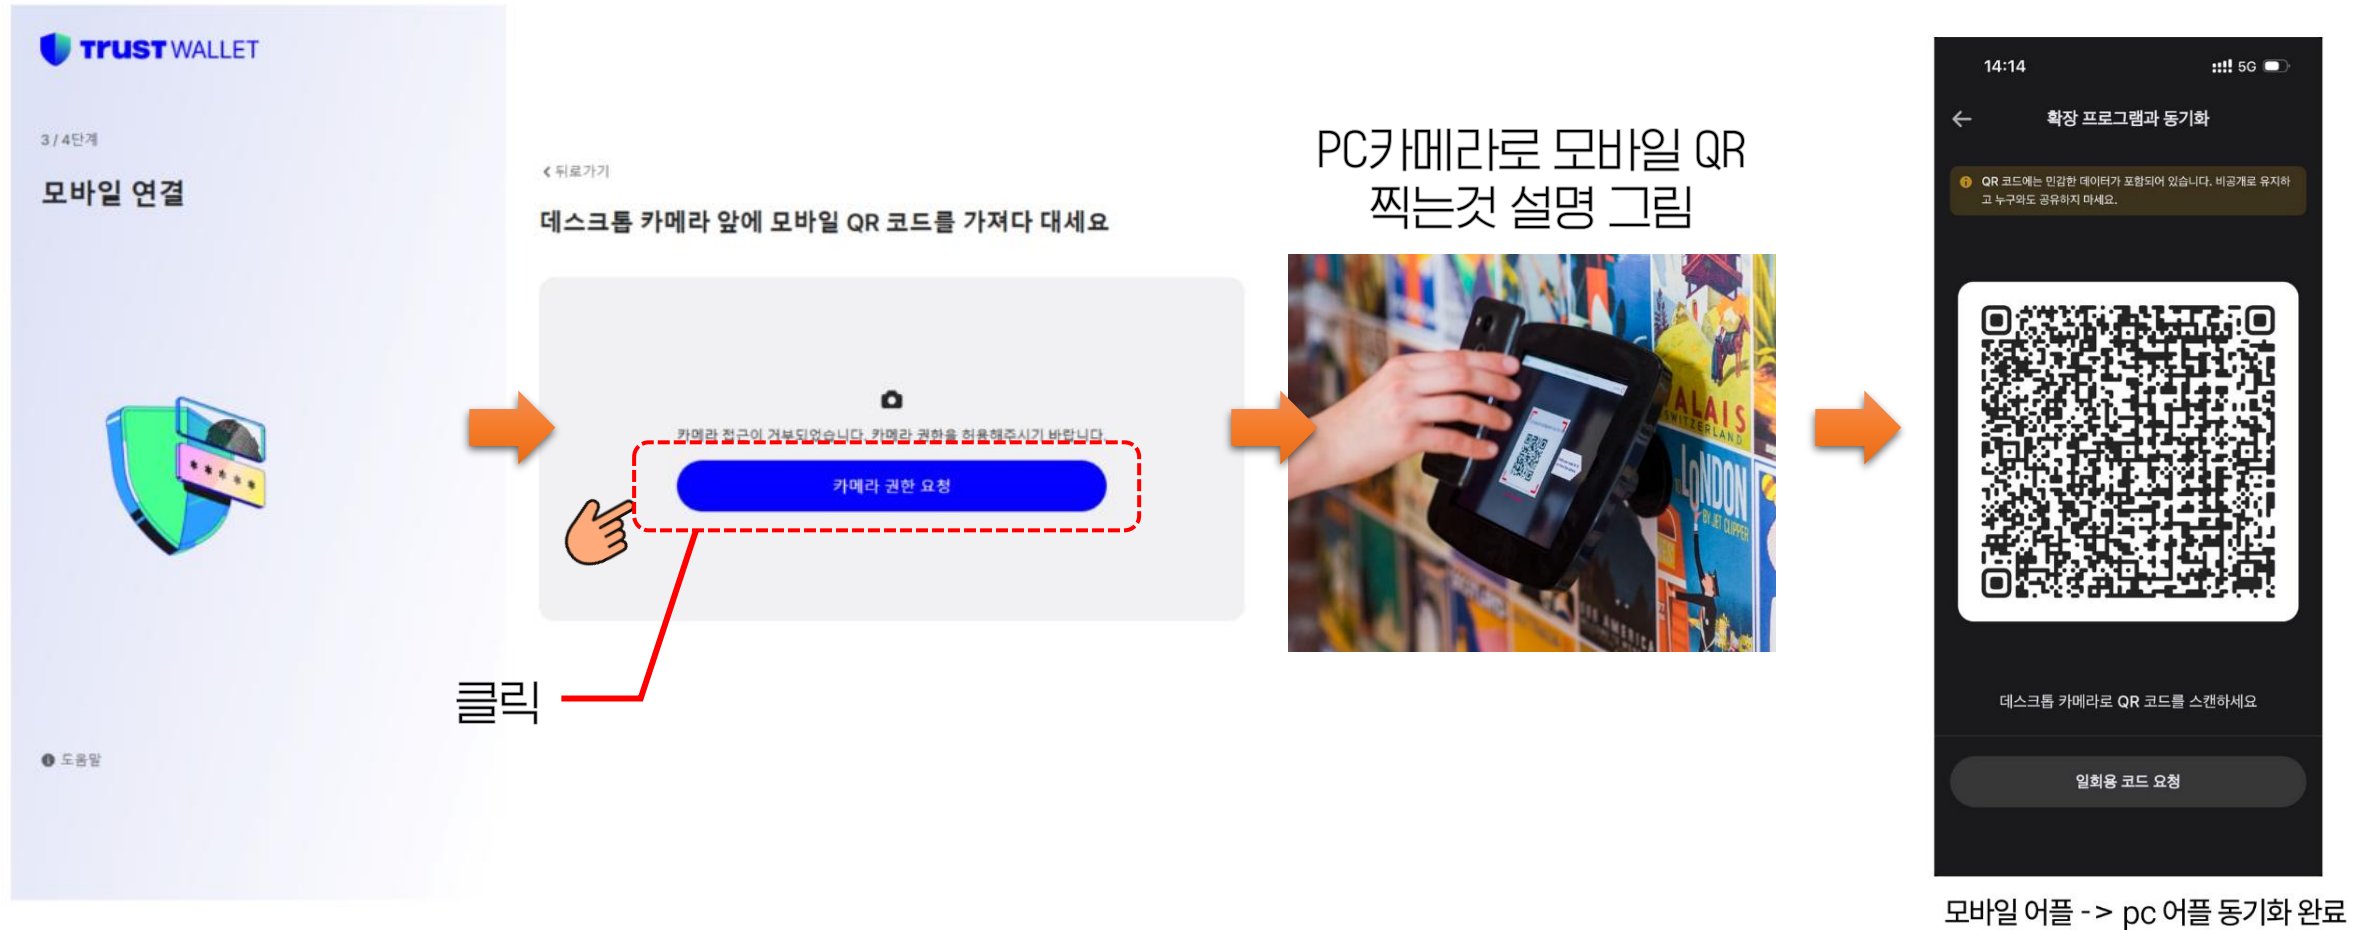 TRUST WALLET
3 / 4단계
모바일 연결
도움말
뒤로가기
데스크톱 카메라 앞에 모바일 QR 코드를 가져다 대세요
카메라 접근이 거부되었습니다. 카메라 권한을 허용해주시기 바랍니다.
카메라 권한 요청
클릭
PC카메라로 모바일 QR
찍는것 설명 그림
VALAIS
SWITZERLAND
LONDON
BY JET CLIPPER
14:14
5G
확장 프로그램과 동기화
QR 코드에는 민감한 데이터가 포함되어 있습니다. 비공개로 유지하
고 누구와도 공유하지 마세요.
데스크톱 카메라로 QR 코드를 스캔하세요
일회용 코드 요청
모바일 어플 -> pc 어플 동기화 완료